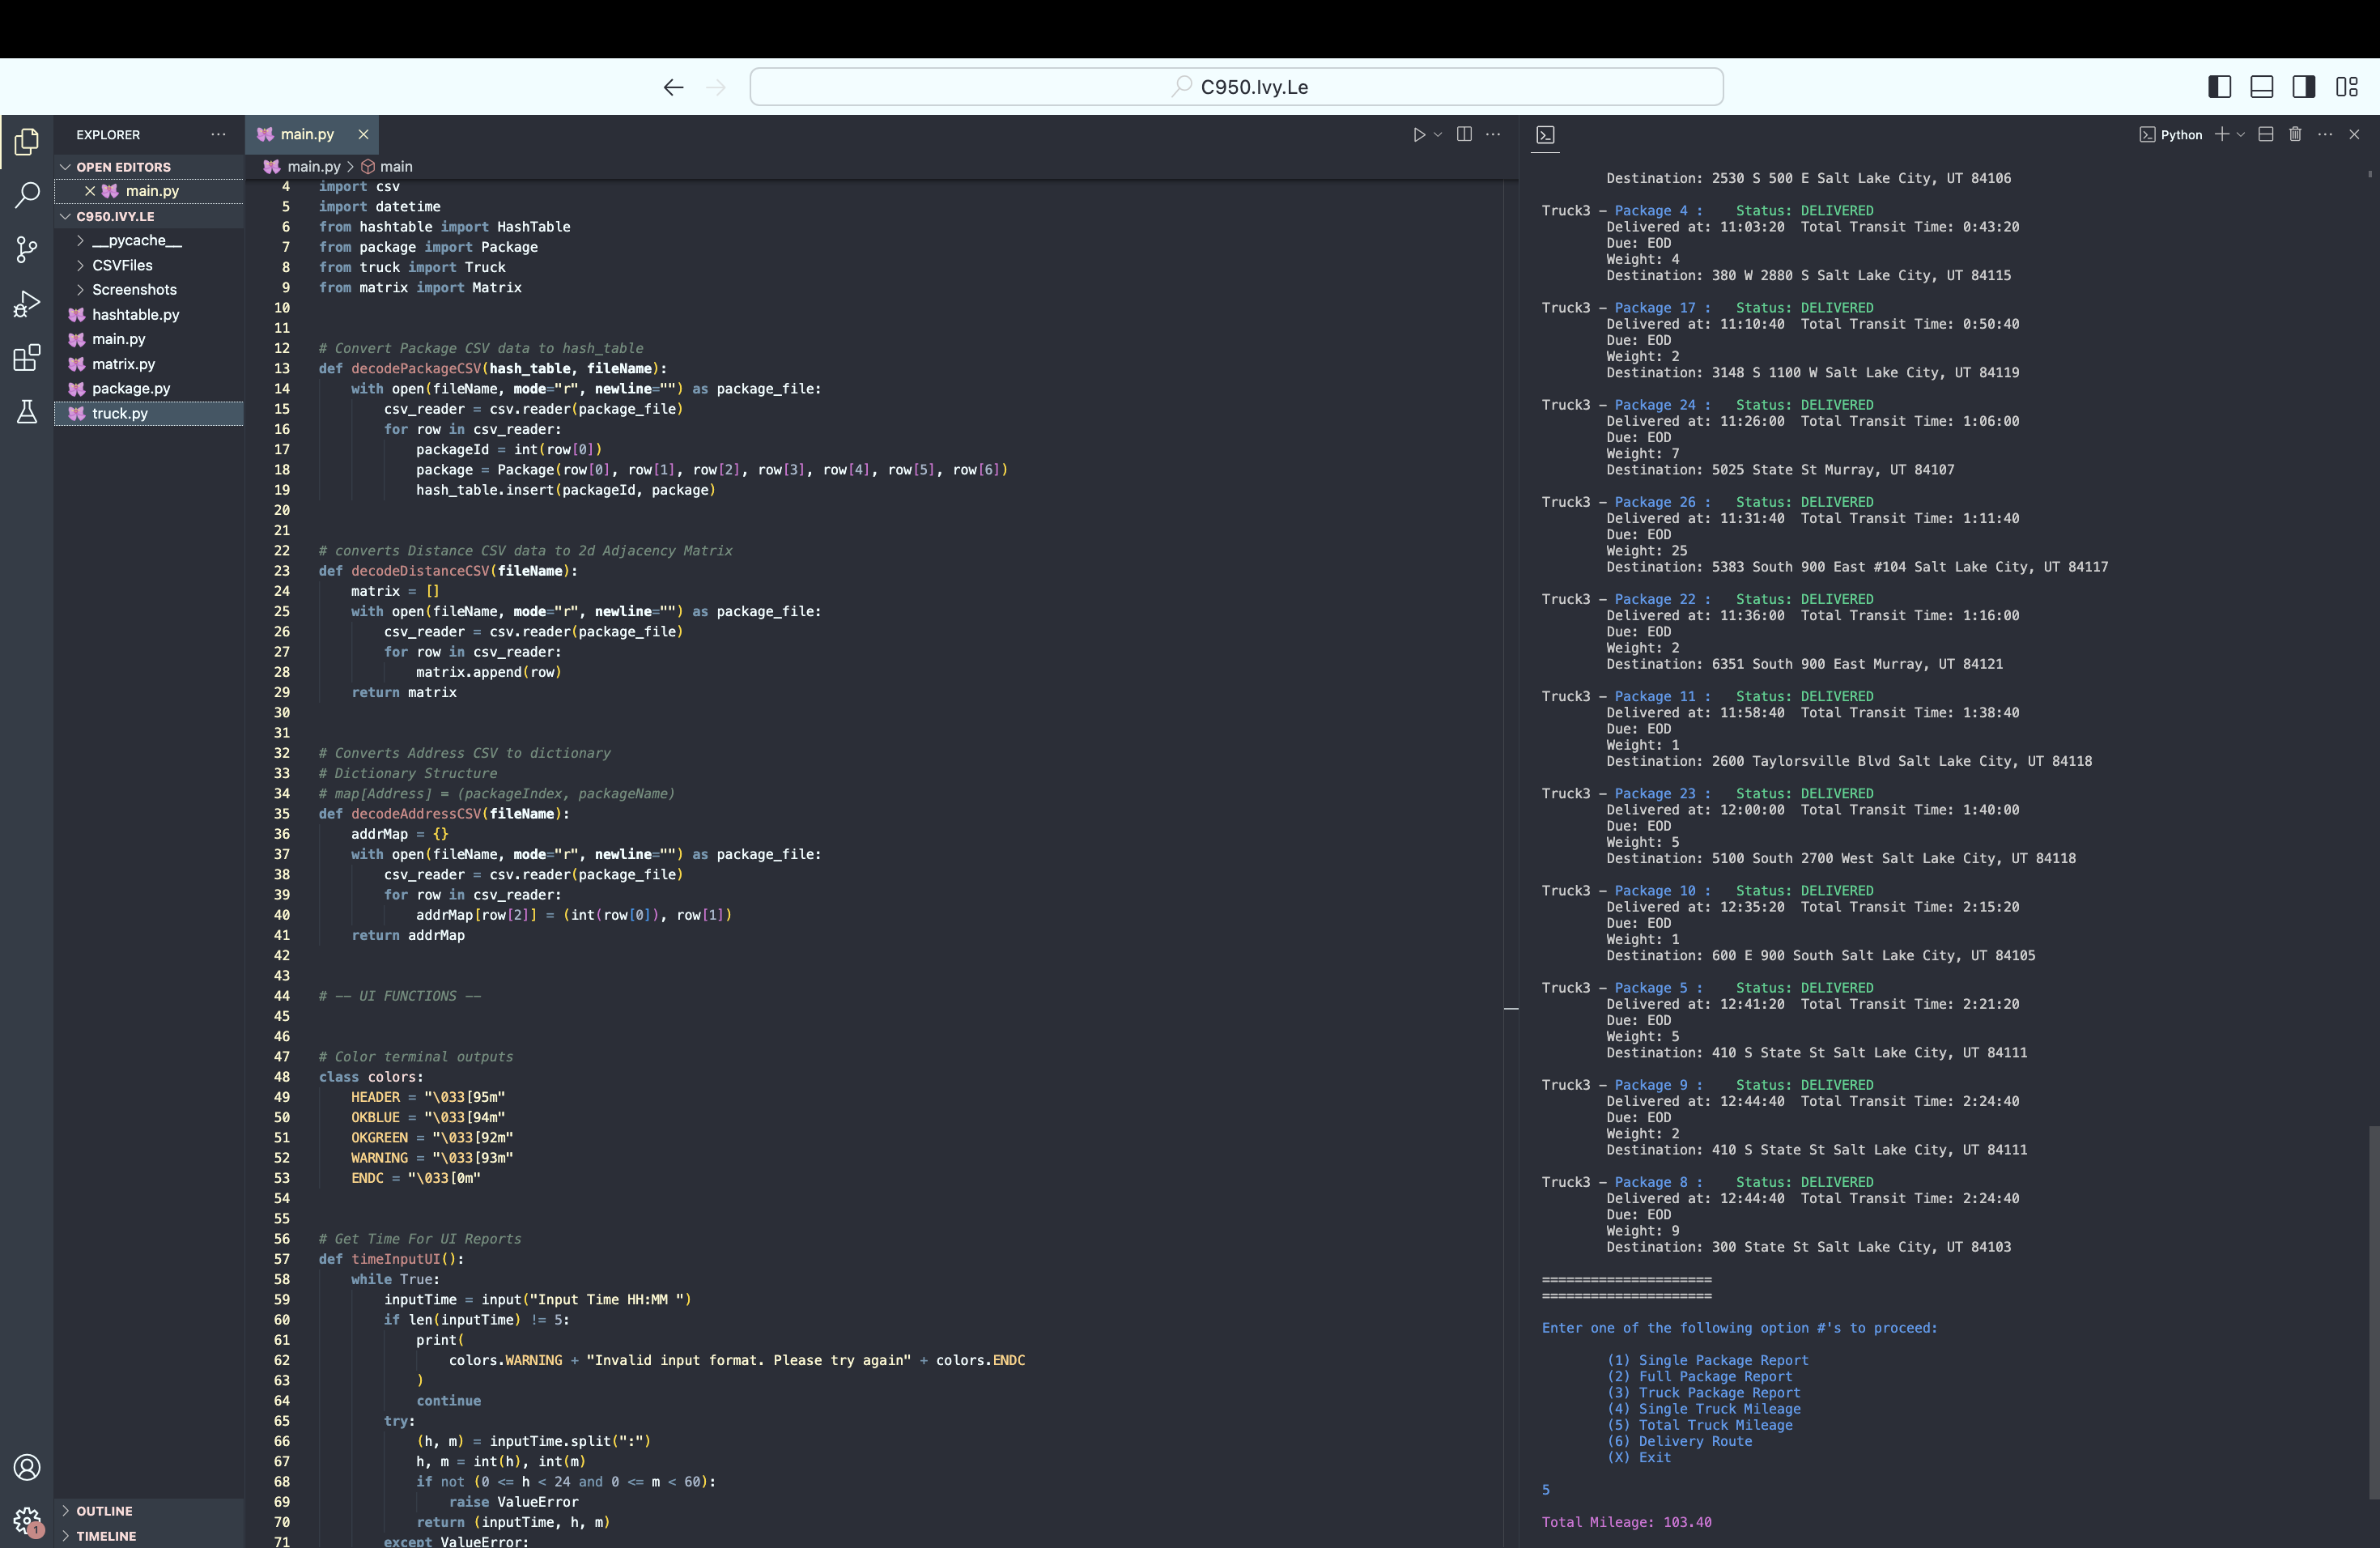 C950.Ivy.Le
EXPLORER
OPEN EDITORS
main.py
C950.IVY.LE
__pycache__
CSVFiles
Screenshots
hashtable.py
main.py
matrix.py
package.py
truck.py
OUTLINE
TIMELINE
1
main.py
main.py > main
4 import csv
5 import datetime
6 from hashtable import HashTable
7 from package import Package
8 from truck import Truck
9 from matrix import Matrix
10
11
12 # Convert Package CSV data to hash_table
13 def decodePackageCSV(hash_table, fileName):
14     with open(fileName, mode="r", newline="") as package_file:
15         csv_reader = csv.reader(package_file)
16         for row in csv_reader:
17             packageId = int(row[0])
18             package = Package(row[0], row[1], row[2], row[3], row[4], row[5], row[6])
19             hash_table.insert(packageId, package)
20
21
22 # converts Distance CSV data to 2d Adjacency Matrix
23 def decodeDistanceCSV(fileName):
24     matrix = []
25     with open(fileName, mode="r", newline="") as package_file:
26         csv_reader = csv.reader(package_file)
27         for row in csv_reader:
28             matrix.append(row)
29     return matrix
30
31
32 # Converts Address CSV to dictionary
33 # Dictionary Structure
34 # map[Address] = (packageIndex, packageName)
35 def decodeAddressCSV(fileName):
36     addrMap = {}
37     with open(fileName, mode="r", newline="") as package_file:
38         csv_reader = csv.reader(package_file)
39         for row in csv_reader:
40             addrMap[row[2]] = (int(row[0]), row[1])
41     return addrMap
42
43
44 # -- UI FUNCTIONS --
45
46
47 # Color terminal outputs
48 class colors:
49     HEADER = "\033[95m"
50     OKBLUE = "\033[94m"
51     OKGREEN = "\033[92m"
52     WARNING = "\033[93m"
53     ENDC = "\033[0m"
54
55
56 # Get Time For UI Reports
57 def timeInputUI():
58     while True:
59         inputTime = input("Input Time HH:MM ")
60         if len(inputTime) != 5:
61             print(
62                 colors.WARNING + "Invalid input format. Please try again" + colors.ENDC
63             )
64             continue
65         try:
66             (h, m) = inputTime.split(":")
67             h, m = int(h), int(m)
68             if not (0 <= h < 24 and 0 <= m < 60):
69                 raise ValueError
70             return (inputTime, h, m)
71         except ValueError:
Python
Destination: 2530 S 500 E Salt Lake City, UT 84106
Truck3 - Package 4 : Status: DELIVERED
Delivered at: 11:03:20 Total Transit Time: 0:43:20
Due: EOD
Weight: 4
Destination: 380 W 2880 S Salt Lake City, UT 84115
Truck3 - Package 17 : Status: DELIVERED
Delivered at: 11:10:40 Total Transit Time: 0:50:40
Due: EOD
Weight: 2
Destination: 3148 S 1100 W Salt Lake City, UT 84119
Truck3 - Package 24 : Status: DELIVERED
Delivered at: 11:26:00 Total Transit Time: 1:06:00
Due: EOD
Weight: 7
Destination: 5025 State St Murray, UT 84107
Truck3 - Package 26 : Status: DELIVERED
Delivered at: 11:31:40 Total Transit Time: 1:11:40
Due: EOD
Weight: 25
Destination: 5383 South 900 East #104 Salt Lake City, UT 84117
Truck3 - Package 22 : Status: DELIVERED
Delivered at: 11:36:00 Total Transit Time: 1:16:00
Due: EOD
Weight: 2
Destination: 6351 South 900 East Murray, UT 84121
Truck3 - Package 11 : Status: DELIVERED
Delivered at: 11:58:40 Total Transit Time: 1:38:40
Due: EOD
Weight: 1
Destination: 2600 Taylorsville Blvd Salt Lake City, UT 84118
Truck3 - Package 23 : Status: DELIVERED
Delivered at: 12:00:00 Total Transit Time: 1:40:00
Due: EOD
Weight: 5
Destination: 5100 South 2700 West Salt Lake City, UT 84118
Truck3 - Package 10 : Status: DELIVERED
Delivered at: 12:35:20 Total Transit Time: 2:15:20
Due: EOD
Weight: 1
Destination: 600 E 900 South Salt Lake City, UT 84105
Truck3 - Package 5 : Status: DELIVERED
Delivered at: 12:41:20 Total Transit Time: 2:21:20
Due: EOD
Weight: 5
Destination: 410 S State St Salt Lake City, UT 84111
Truck3 - Package 9 : Status: DELIVERED
Delivered at: 12:44:40 Total Transit Time: 2:24:40
Due: EOD
Weight: 2
Destination: 410 S State St Salt Lake City, UT 84111
Truck3 - Package 8 : Status: DELIVERED
Delivered at: 12:44:40 Total Transit Time: 2:24:40
Due: EOD
Weight: 9
Destination: 300 State St Salt Lake City, UT 84103
=====================
=====================
Enter one of the following option #'s to proceed:
(1) Single Package Report
(2) Full Package Report
(3) Truck Package Report
(4) Single Truck Mileage
(5) Total Truck Mileage
(6) Delivery Route
(X) Exit
5
Total Mileage: 103.40